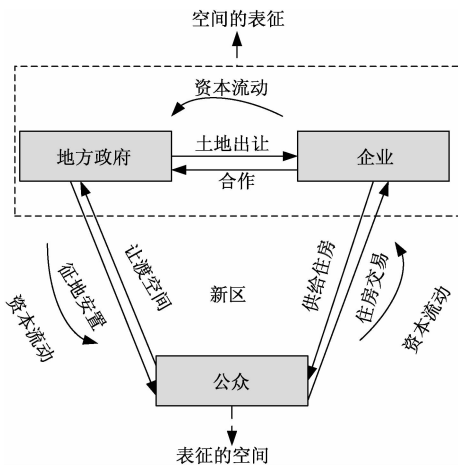 空间的表征
资本流动
地方政府
土地出让
合作
企业
征地安置
让渡空间
资本流动
新区
供给住房
住房交易
资本流动
公众
表征的空间